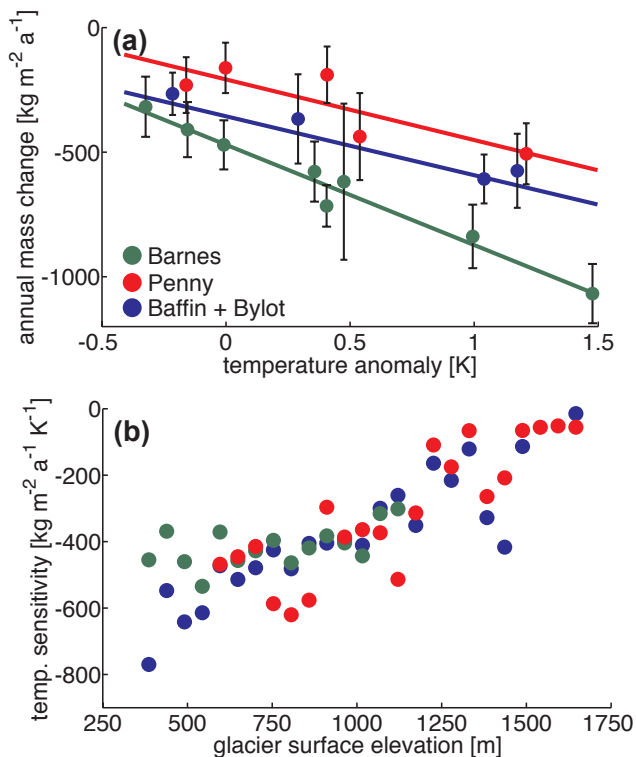 (a)
annual mass change [kg m-2 a-1]
0
-500
-1000
Barnes
Penny
Baffin + Bylot
-0.5 0 0.5 1 1.5
temperature anomaly [K]
(b)
temp. sensitivity [kg m-2 a-1 K-1]
0
-200
-400
-600
-800
250 500 750 1000 1250 1500 1750
glacier surface elevation [m]